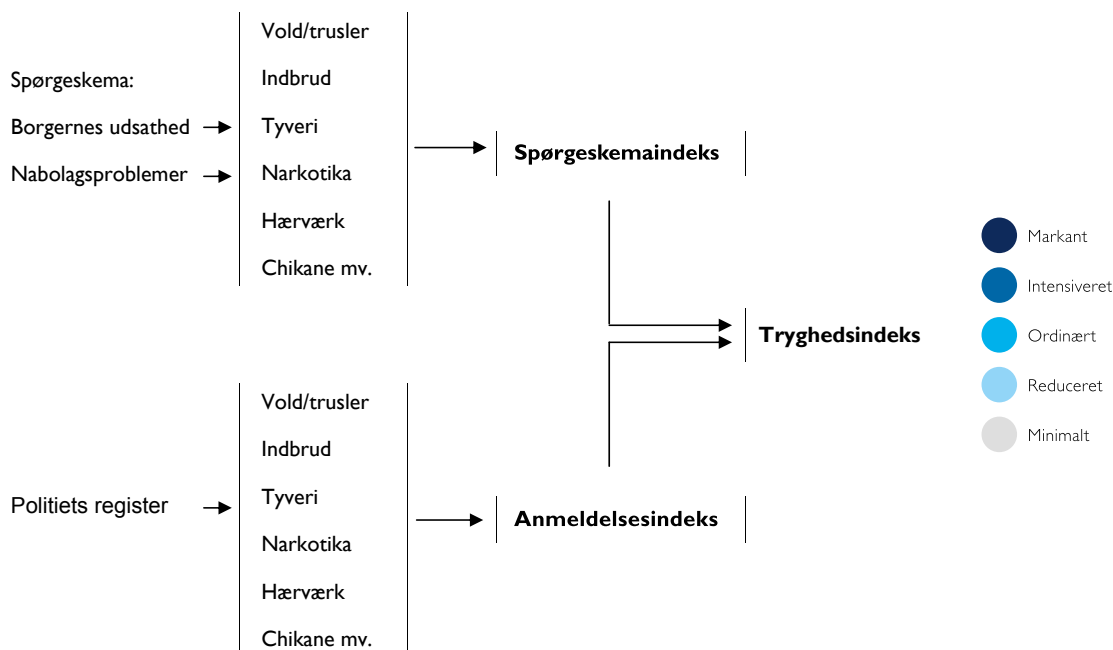 Spørgeskema:
Borgernes udsathed
Nabolagsproblemer
Vold/trusler
Indbrud
Tyveri
Narkotika
Hærværk
Chikane mv.
Spørgeskemaindeks
Politiets register
Vold/trusler
Indbrud
Tyveri
Narkotika
Hærværk
Chikane mv.
Anmeldelsesindeks
Tryghedsindeks
Markant
Intensiveret
Ordinært
Reduceret
Minimalt